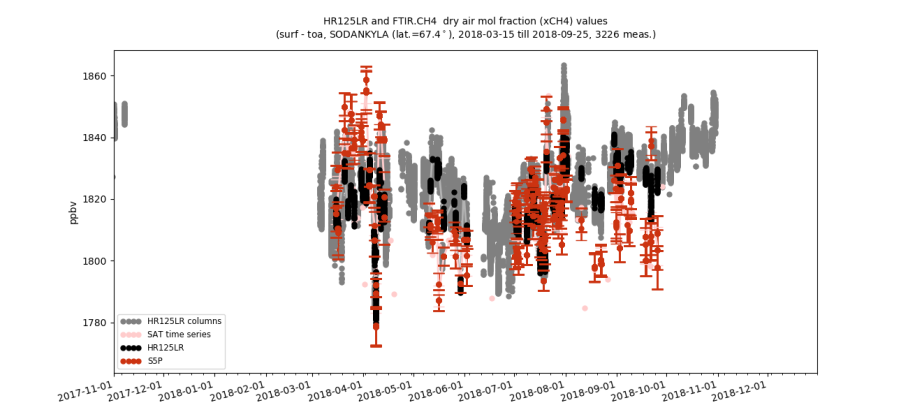 HR125LR and FTIR.CH4 dry air mol fraction (xCH4) values
(surf - toa, SODANKYLA (lat.=67.4°), 2018-03-15 till 2018-09-25, 3226 meas.)
1860
1840
1820
1800
1780
ppbv
HR125LR columns
SAT time series
HR125LR
S5P
2017-11-01
2017-12-01
2018-01-01
2018-02-01
2018-03-01
2018-04-01
2018-05-01
2018-06-01
2018-07-01
2018-08-01
2018-09-01
2018-10-01
2018-11-01
2018-12-01